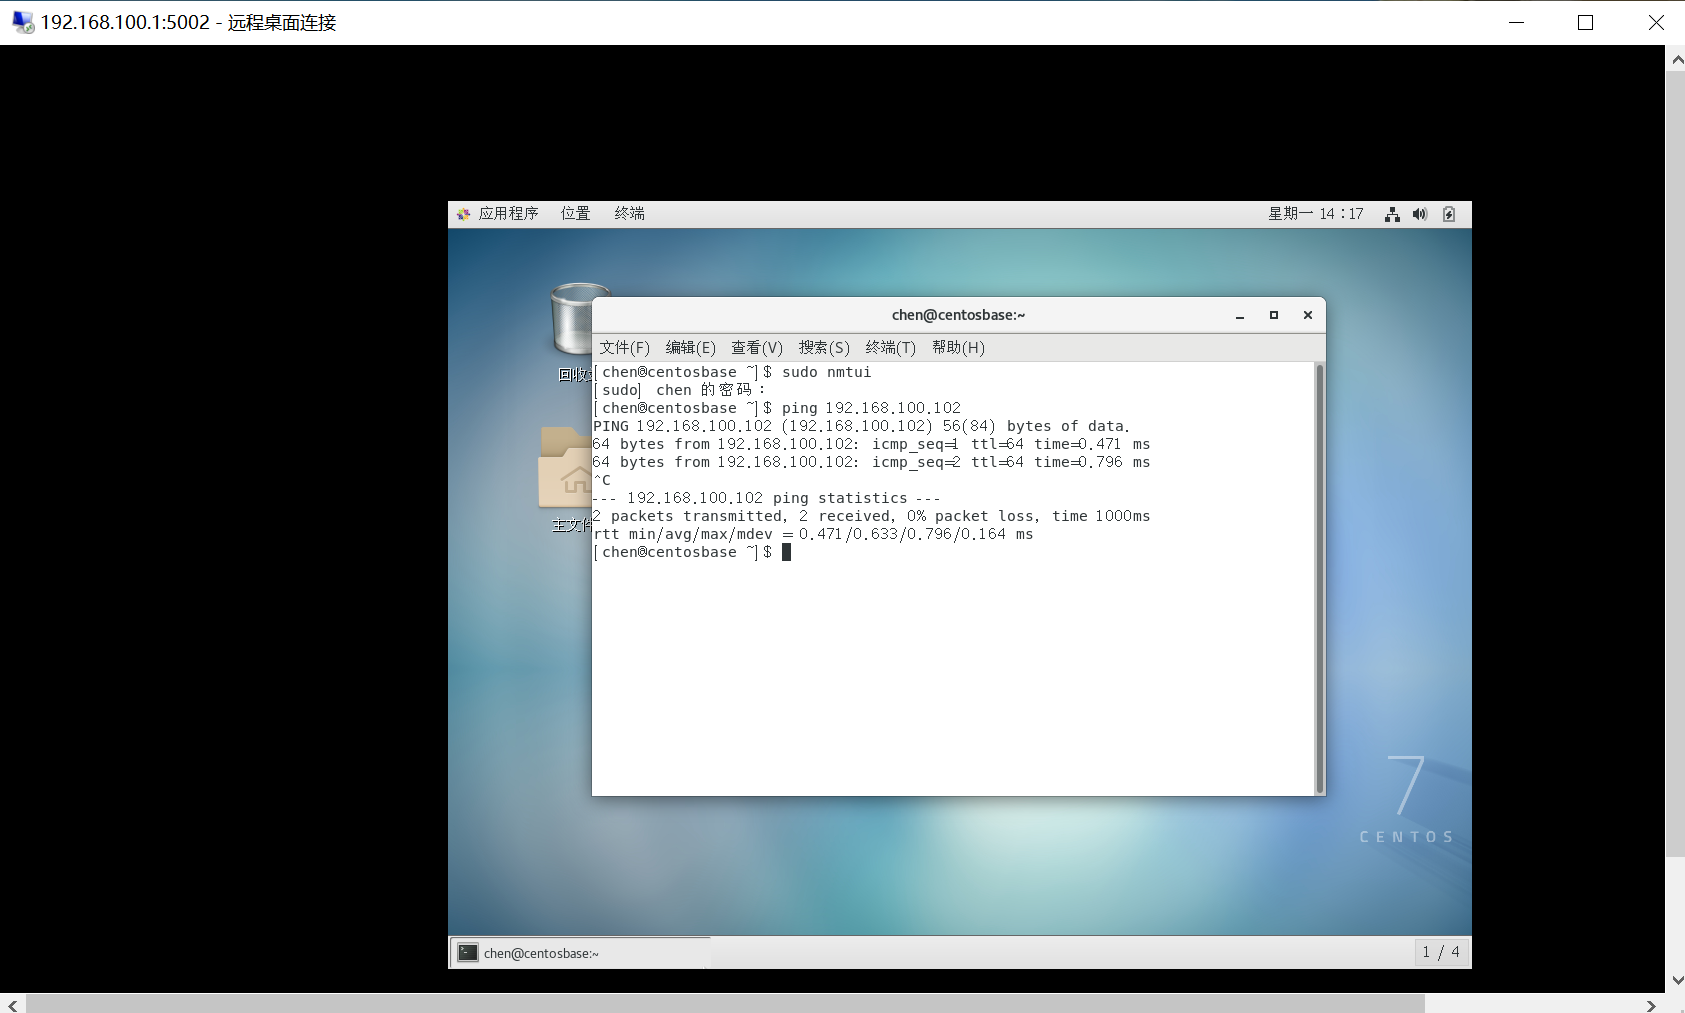 192.168.100.1:5002 - 远程桌面连接
应用程序 位置 终端 星期一 14：17
chen@centosbase:~
文件(F) 编辑(E) 查看(V) 搜索(S) 终端(T) 帮助(H)
[chen@centosbase ~]$ sudo nmtui
[sudo] chen 的密码：
[chen@centosbase ~]$ ping 192.168.100.102
PING 192.168.100.102 (192.168.100.102) 56(84) bytes of data.
64 bytes from 192.168.100.102: icmp_seq=1 ttl=64 time=0.471 ms
64 bytes from 192.168.100.102: icmp_seq=2 ttl=64 time=0.796 ms
^C
--- 192.168.100.102 ping statistics ---
2 packets transmitted, 2 received, 0% packet loss, time 1000ms
rtt min/avg/max/mdev = 0.471/0.633/0.796/0.164 ms
[chen@centosbase ~]$
回收
主文件
7
CENTOS
chen@centosbase:~
1 / 4